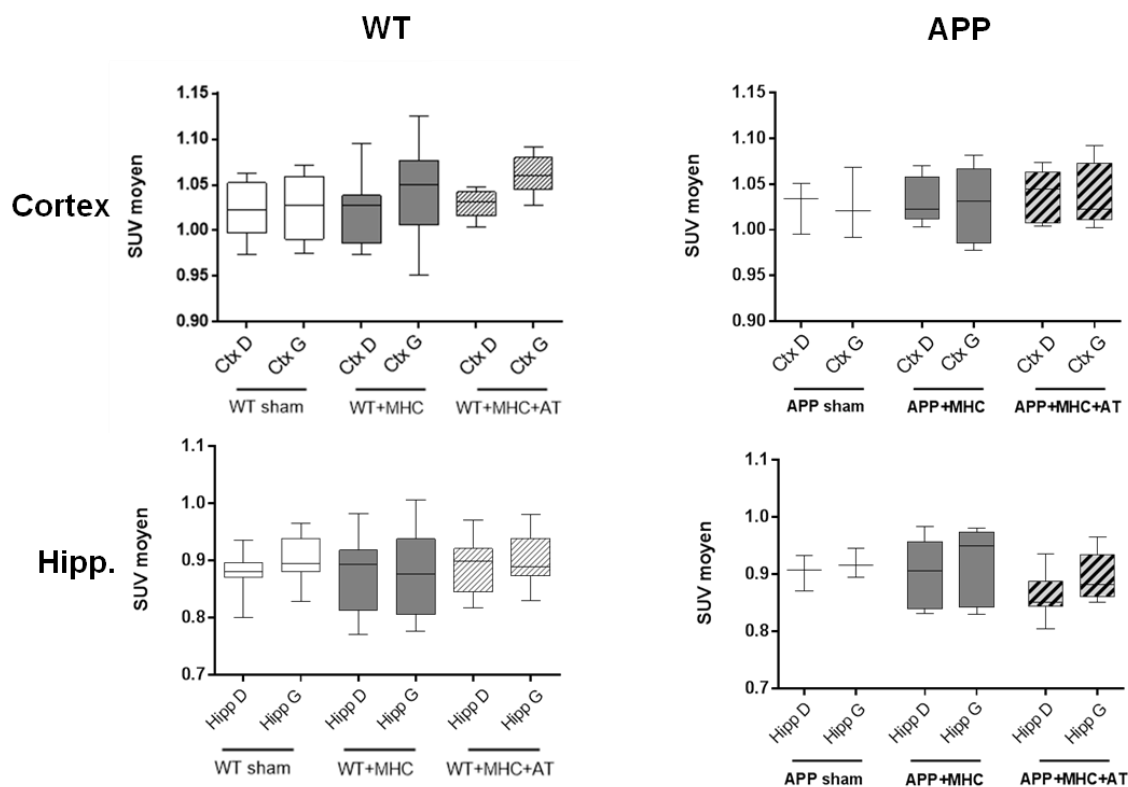 WT
APP
Cortex
SUV moyen
1.15
1.10
1.05
1.00
0.95
0.90
Ctx D
Ctx G
Ctx D
Ctx G
Ctx D
Ctx G
WT sham
WT+MHC
WT+MHC+AT
SUV moyen
1.15
1.10
1.05
1.00
0.95
0.90
Ctx D
Ctx G
Ctx D
Ctx G
Ctx D
Ctx G
APP sham
APP+MHC
APP+MHC+AT
Hipp.
SUV moyen
1.1
1.0
0.9
0.8
0.7
Hipp D
Hipp G
Hipp D
Hipp G
Hipp D
Hipp G
WT sham
WT+MHC
WT+MHC+AT
SUV moyen
1.1
1.0
0.9
0.8
0.7
Hipp D
Hipp G
Hipp D
Hipp G
Hipp D
Hipp G
APP sham
APP+MHC
APP+MHC+AT